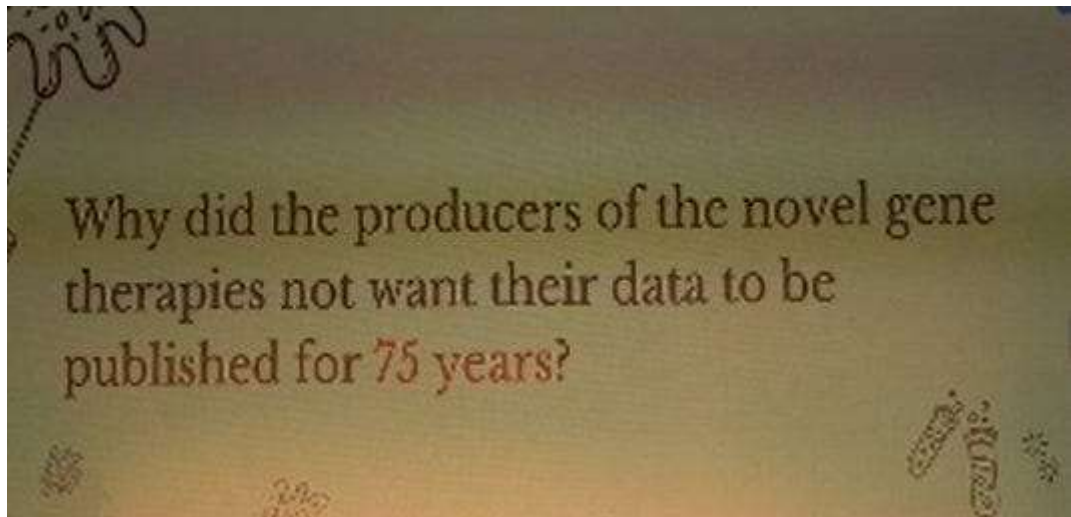 Why did the producers of the novel gene
therapies not want their data to be
published for 75 years?